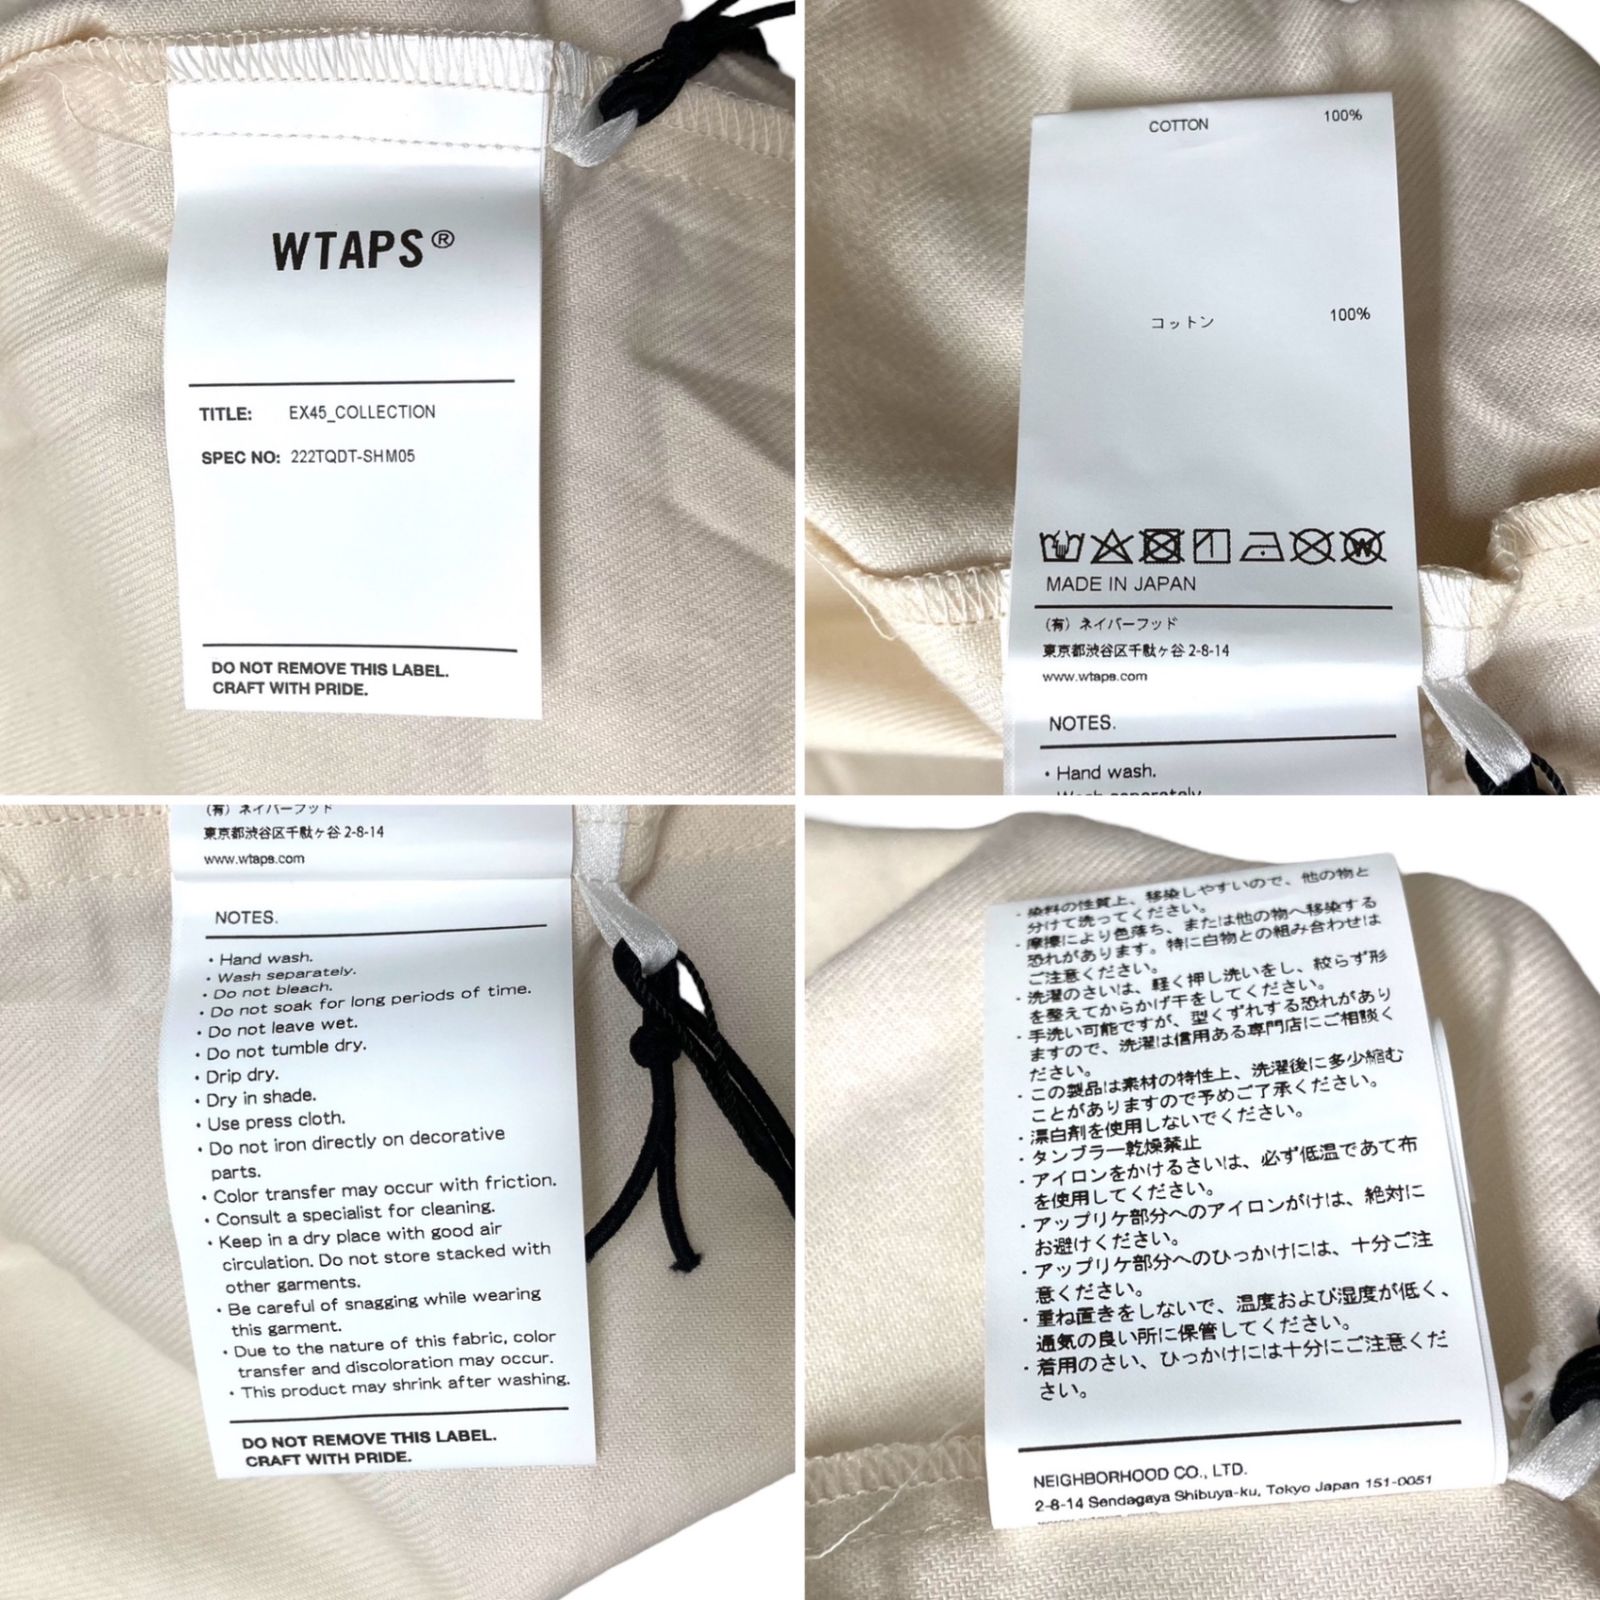 WTAPS®
TITLE: EX45_COLLECTION
SPEC NO: 222TQDT-SHM05
DO NOT REMOVE THIS LABEL.
CRAFT WITH PRIDE.
COTTON 100%
コットン 100%
MADE IN JAPAN
(有) ネイバーフッド
東京都渋谷区千駄ヶ谷 2-8-14
www.wtaps.com
NOTES.
・Hand wash.
・Wash separately.
(有) ネイバーフッド
東京都渋谷区千駄ヶ谷 2-8-14
www.wtaps.com
NOTES.
・Hand wash.
・Wash separately.
・Do not bleach.
・Do not soak for long periods of time.
・Do not leave wet.
・Do not tumble dry.
・Drip dry.
・Dry in shade.
・Use press cloth.
・Do not iron directly on decorative
parts.
・Color transfer may occur with friction.
・Consult a specialist for cleaning.
・Keep in a dry place with good air
circulation. Do not store stacked with
other garments.
・Be careful of snagging while wearing
this garment.
・Due to the nature of this fabric, color
transfer and discoloration may occur.
・This product may shrink after washing.
DO NOT REMOVE THIS LABEL.
CRAFT WITH PRIDE.
・染料の性質上、移染しやすいので、他の物と
分けて洗ってください。
・摩擦により色落ち、または他の物へ移染する
恐れがあります。特に白物との組み合わせは
ご注意ください。
・洗濯のさいは、軽く押し洗いをし、絞らず形
を整えてからかげ干をしてください。
・手洗い可能ですが、型くずれする恐れがあり
ますので、洗濯は信用ある専門店にご相談く
ださい。
・この製品は素材の特性上、洗濯後に多少縮む
ことがありますので予めご了承ください。
・漂白剤を使用しないでください。
・タンブラー乾燥禁止
・アイロンをかけるさいは、必ず低温であて布
を使用してください。
・アップリケ部分へのアイロンがけは、絶対に
お避けください。
・アップリケ部分へのひっかけには、十分ご注
意ください。
・重ね置きをしないで、温度および湿度が低く、
通気の良い所に保管してください。
・着用のさい、ひっかけには十分にご注意くだ
さい。
NEIGHBORHOOD CO., LTD.
2-8-14 Sendagaya Shibuya-ku, Tokyo Japan 151-0051